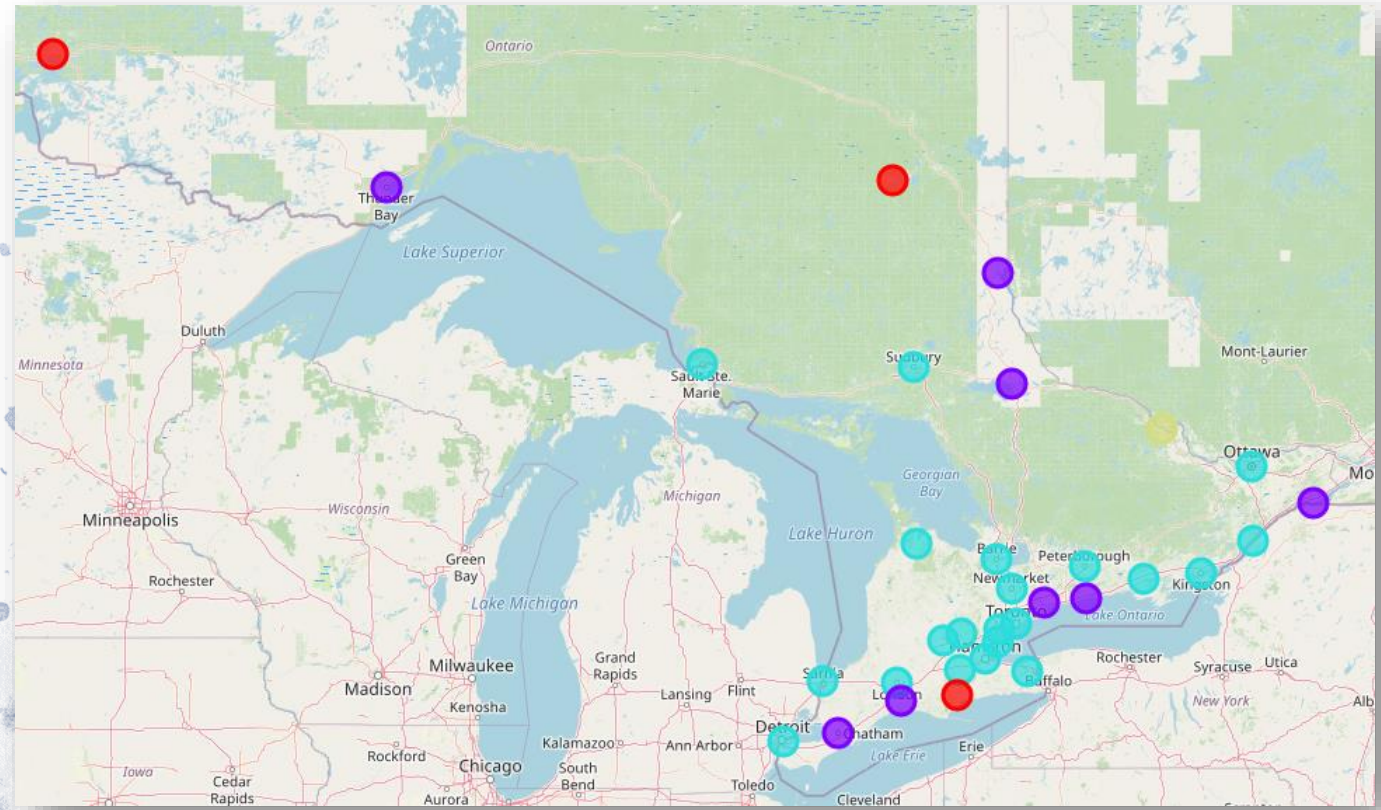 Ontario
Thunder
Bay
Lake Superior
Duluth
Minnesota
Sault Ste.
Marie
Sudbury
Mont-Laurier
Ottawa
Georgian
Bay
Michigan
Lake Huron
Minneapolis
Wisconsin
Green
Bay
Barrie
Peterborough
Rochester
Newmarket
Kingston
Lake Michigan
Toronto
Lake Ontario
Hamilton
Milwaukee
Grand
Rapids
Rochester
Syracuse
Utica
Madison
Sarnia
Lansing
Flint
London
Buffalo
New York
Kenosha
Detroit
Chatham
Kalamazoo
Ann Arbor
Lake Erie
Erie
Rockford
Chicago
South
Bend
Iowa
Cedar
Rapids
Toledo
Aurora
Cleveland